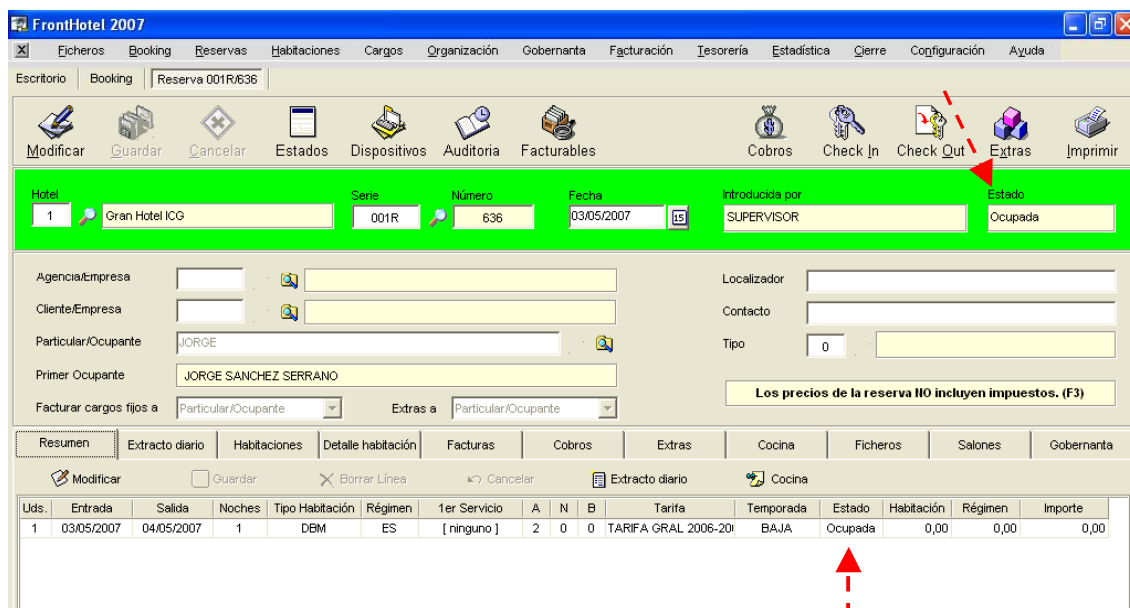 FrontHotel 2007
X Ficheros Booking Reservas Habitaciones Cargos Organización Gobernanta Facturación Tesorería Estadística Cierre Configuración Ayuda
Escritorio Booking Reserva 001R/636
Modificar Guardar Cancelar Estados Dispositivos Auditoria Facturables Cobros Check In Check Out Extras Imprimir
Hotel Serie Número Fecha Introducida por Estado
1 Gran Hotel ICG 001R 636 03/05/2007 15 SUPERVISOR Ocupada
Agencia/Empresa Localizador
Cliente/Empresa Contacto
Particular/Ocupante JORGE Tipo 0
Primer Ocupante JORGE SANCHEZ SERRANO
Los precios de la reserva NO incluyen impuestos. (F3)
Facturar cargos fijos a Particular/Ocupante Extras a Particular/Ocupante
Resumen Extracto diario Habitaciones Detalle habitación Facturas Cobros Extras Cocina Ficheros Salones Gobernanta
Modificar Guardar Borrar Línea Cancelar Extracto diario Cocina
Uds. Entrada Salida Noches Tipo Habitación Régimen 1er Servicio A N B Tarifa Temporada Estado Habitación Régimen Importe
1 03/05/2007 04/05/2007 1 DBM ES [ ninguno ] 2 0 0 TARIFA GRAL 2006-20 BAJA Ocupada 0,00 0,00 0,00